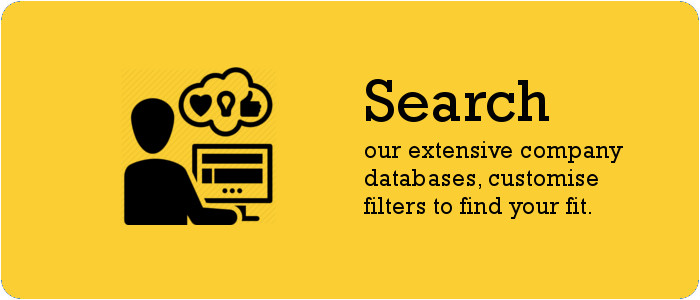 Search
our extensive company
databases, customise
filters to find your fit.